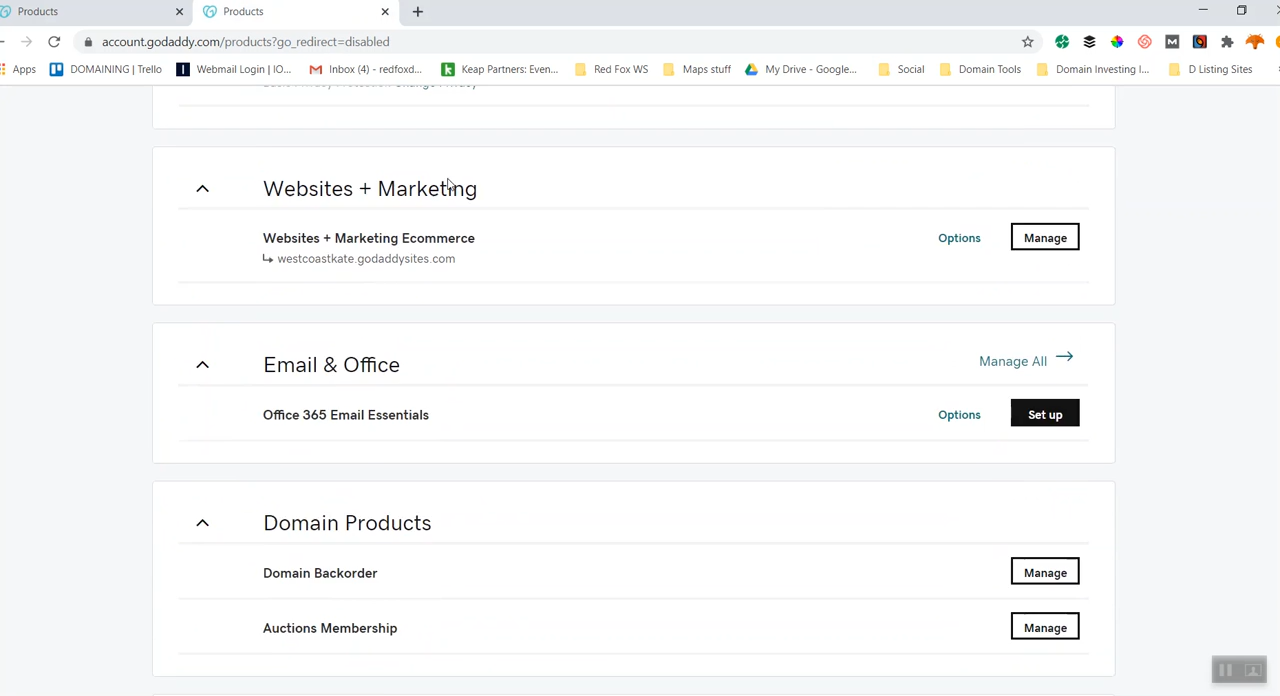 Products
Products
account.godaddy.com/products?go_redirect=disabled
Apps
DOMAINING | Trello
Webmail Login | IO...
Inbox (4) - redfoxd...
Keap Partners: Even...
Red Fox WS
Maps stuff
My Drive - Google...
Social
Domain Tools
Domain Investing I...
D Listing Sites
Websites + Marketing
Websites + Marketing Ecommerce
Options
Manage
westcoastkate.godaddysites.com
Email & Office
Manage All
Office 365 Email Essentials
Options
Set up
Domain Products
Domain Backorder
Manage
Auctions Membership
Manage